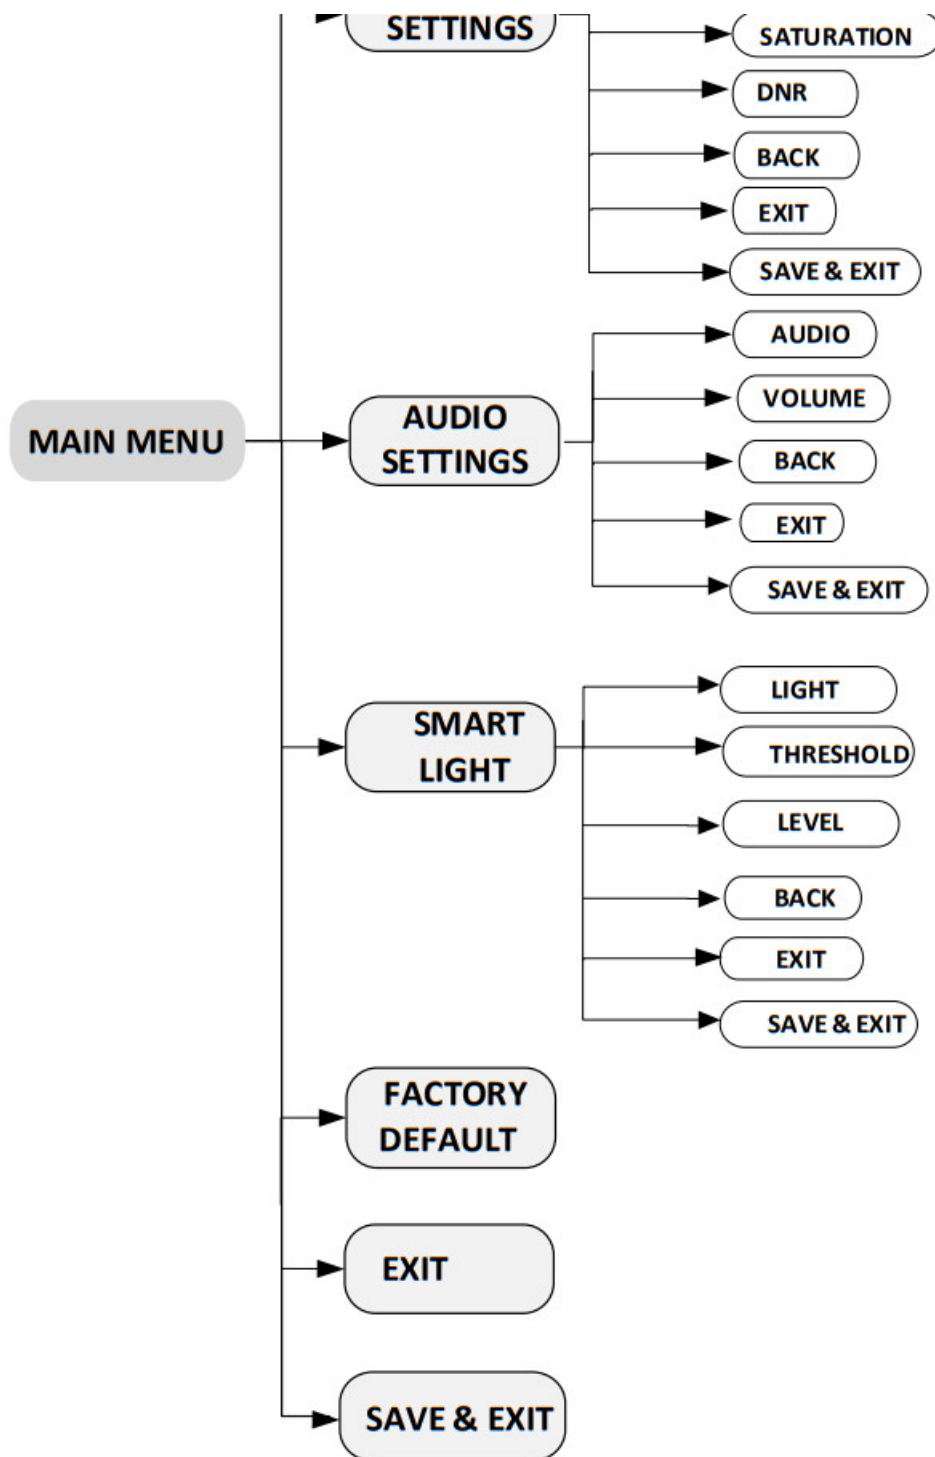 SETTINGS
SATURATION
DNR
BACK
EXIT
SAVE & EXIT
MAIN MENU
AUDIO
SETTINGS
AUDIO
VOLUME
BACK
EXIT
SAVE & EXIT
SMART
LIGHT
LIGHT
THRESHOLD
LEVEL
BACK
EXIT
SAVE & EXIT
FACTORY
DEFAULT
EXIT
SAVE & EXIT